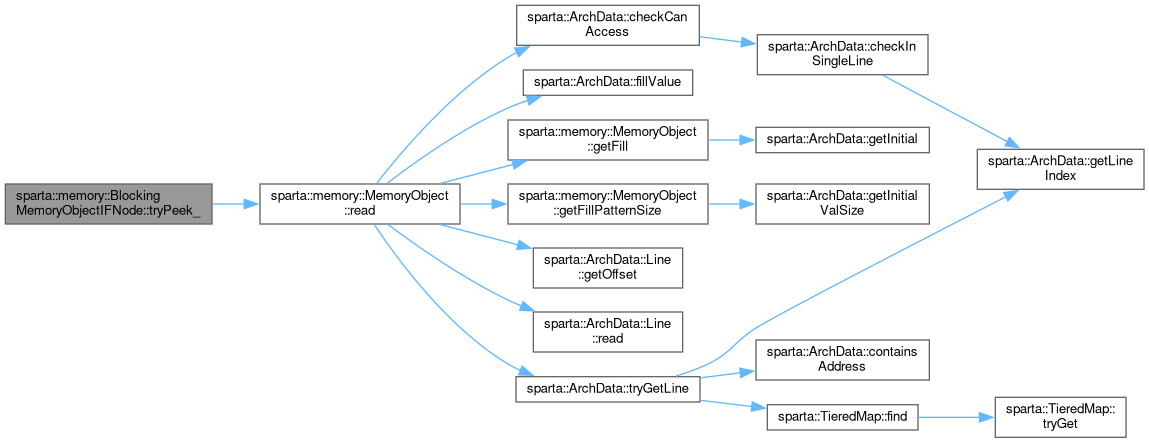 sparta::memory::Blocking
MemoryObjectIFNode::tryPeek_
sparta::memory::MemoryObject
::read
sparta::ArchData::checkCan
Access
sparta::ArchData::checkIn
SingleLine
sparta::ArchData::getLine
Index
sparta::ArchData::fillValue
sparta::memory::MemoryObject
::getFill
sparta::ArchData::getInitial
sparta::memory::MemoryObject
::getFillPatternSize
sparta::ArchData::getInitial
ValSize
sparta::ArchData::Line
::getOffset
sparta::ArchData::Line
::read
sparta::ArchData::tryGetLine
sparta::ArchData::contains
Address
sparta::TieredMap::find
sparta::TieredMap::
tryGet